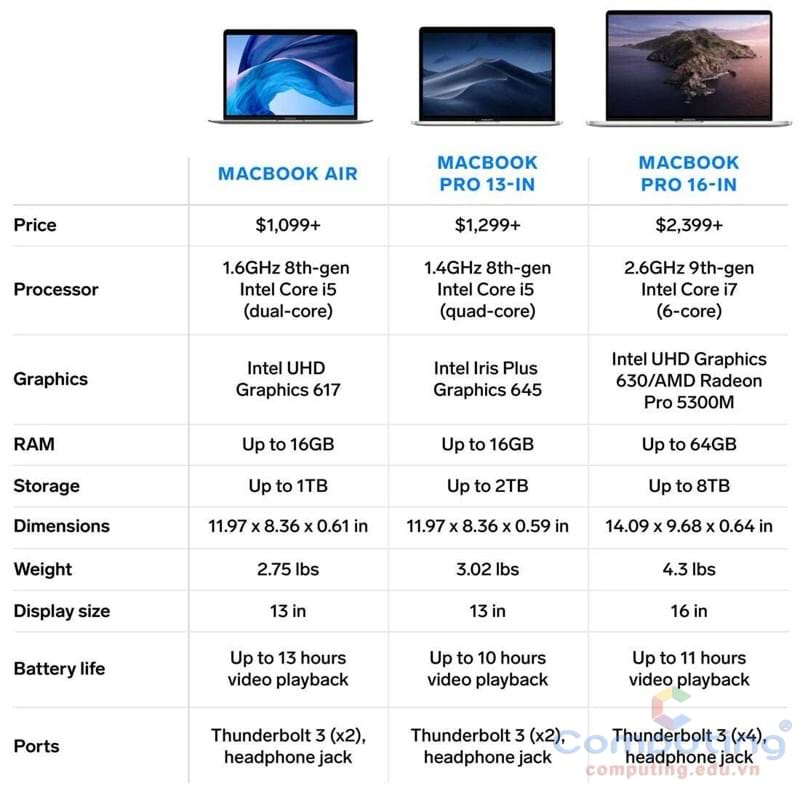 MACBOOK AIR
MACBOOK
PRO 13-IN
MACBOOK
PRO 16-IN
Price
$1,099+
$1,299+
$2,399+
Processor
1.6GHz 8th-gen
Intel Core i5
(dual-core)
1.4GHz 8th-gen
Intel Core i5
(quad-core)
2.6GHz 9th-gen
Intel Core i7
(6-core)
Graphics
Intel UHD
Graphics 617
Intel Iris Plus
Graphics 645
Intel UHD Graphics
630/AMD Radeon
Pro 5300M
RAM
Up to 16GB
Up to 16GB
Up to 64GB
Storage
Up to 1TB
Up to 2TB
Up to 8TB
Dimensions
11.97 x 8.36 x 0.61 in
11.97 x 8.36 x 0.59 in
14.09 x 9.68 x 0.64 in
Weight
2.75 lbs
3.02 lbs
4.3 lbs
Display size
13 in
13 in
16 in
Battery life
Up to 13 hours
video playback
Up to 10 hours
video playback
Up to 11 hours
video playback
Ports
Thunderbolt 3 (x2),
headphone jack
Thunderbolt 3 (x2),
headphone jack
Thunderbolt 3 (x4),
headphone jack
Computing®
computing.edu.vn